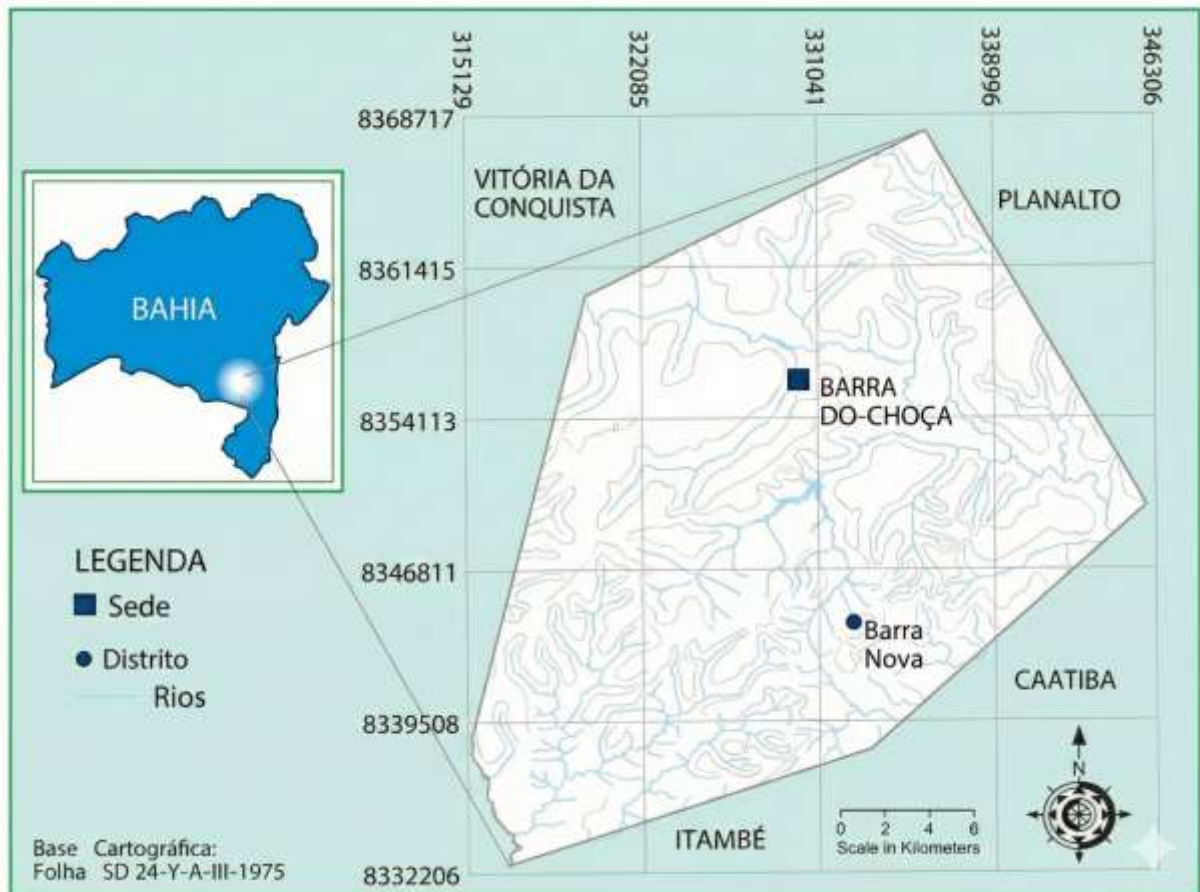 315129
322085
331041
338996
346306
8368717
8361415
8354113
8346811
8339508
8332206
VITÓRIA DA
CONQUISTA
PLANALTO
BAHIA
BARRA
DO-CHOÇA
LEGENDA
Sede
Distrito
Rios
Barra
Nova
CAATIBA
ITAMBÉ
N
0 2 4 6
Scale in Kilometers
Base Cartográfica:
Folha SD 24-Y-A-III-1975